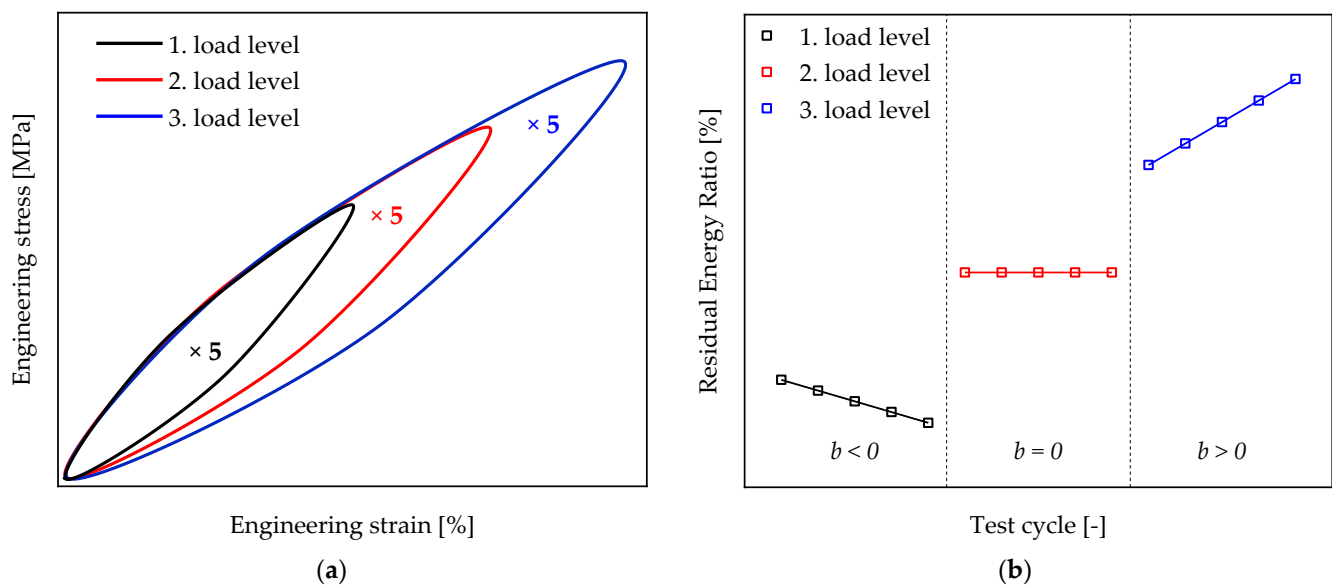 1. load level
2. load level
3. load level
× 5
× 5
× 5
Engineering stress [MPa]
Engineering strain [%]
(a)
1. load level
2. load level
3. load level
b < 0
b = 0
b > 0
Residual Energy Ratio [%]
Test cycle [-]
(b)